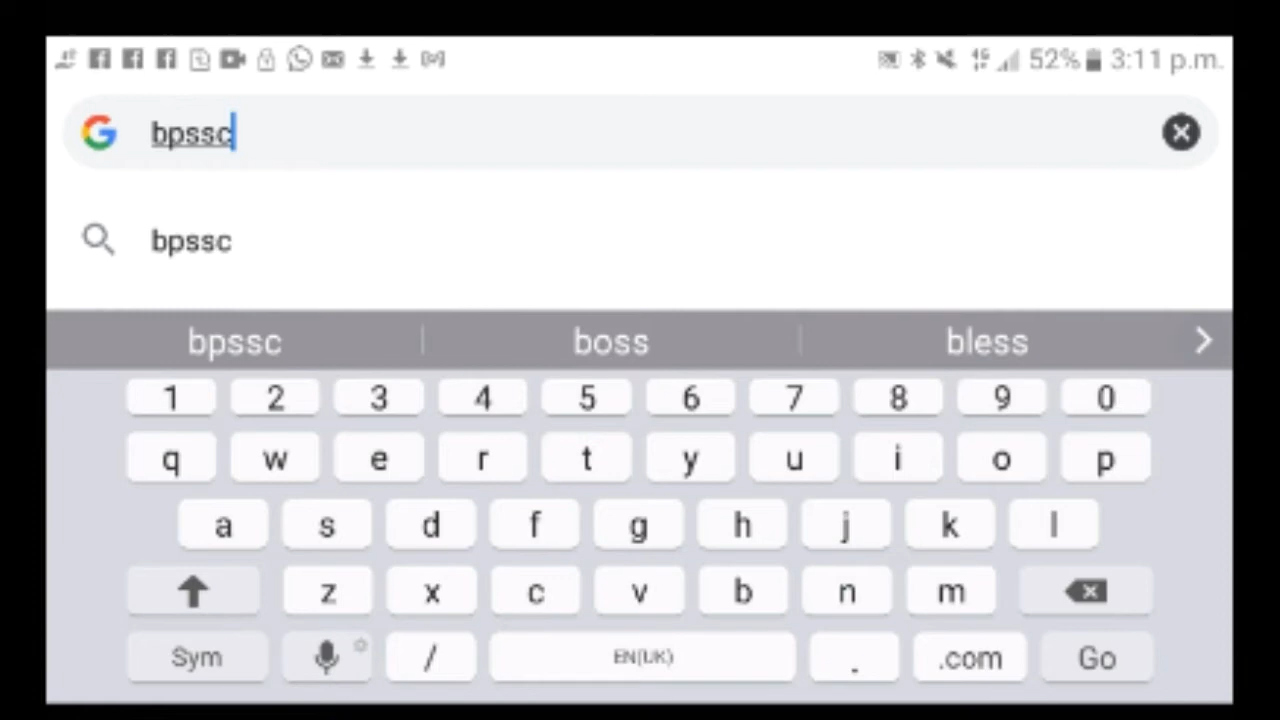 4G 52% 3:11 p.m.
bpssc
bpssc
bpssc boss bless
1 2 3 4 5 6 7 8 9 0
q w e r t y u i o p
a s d f g h j k l
z x c v b n m
Sym / EN(UK) . .com Go